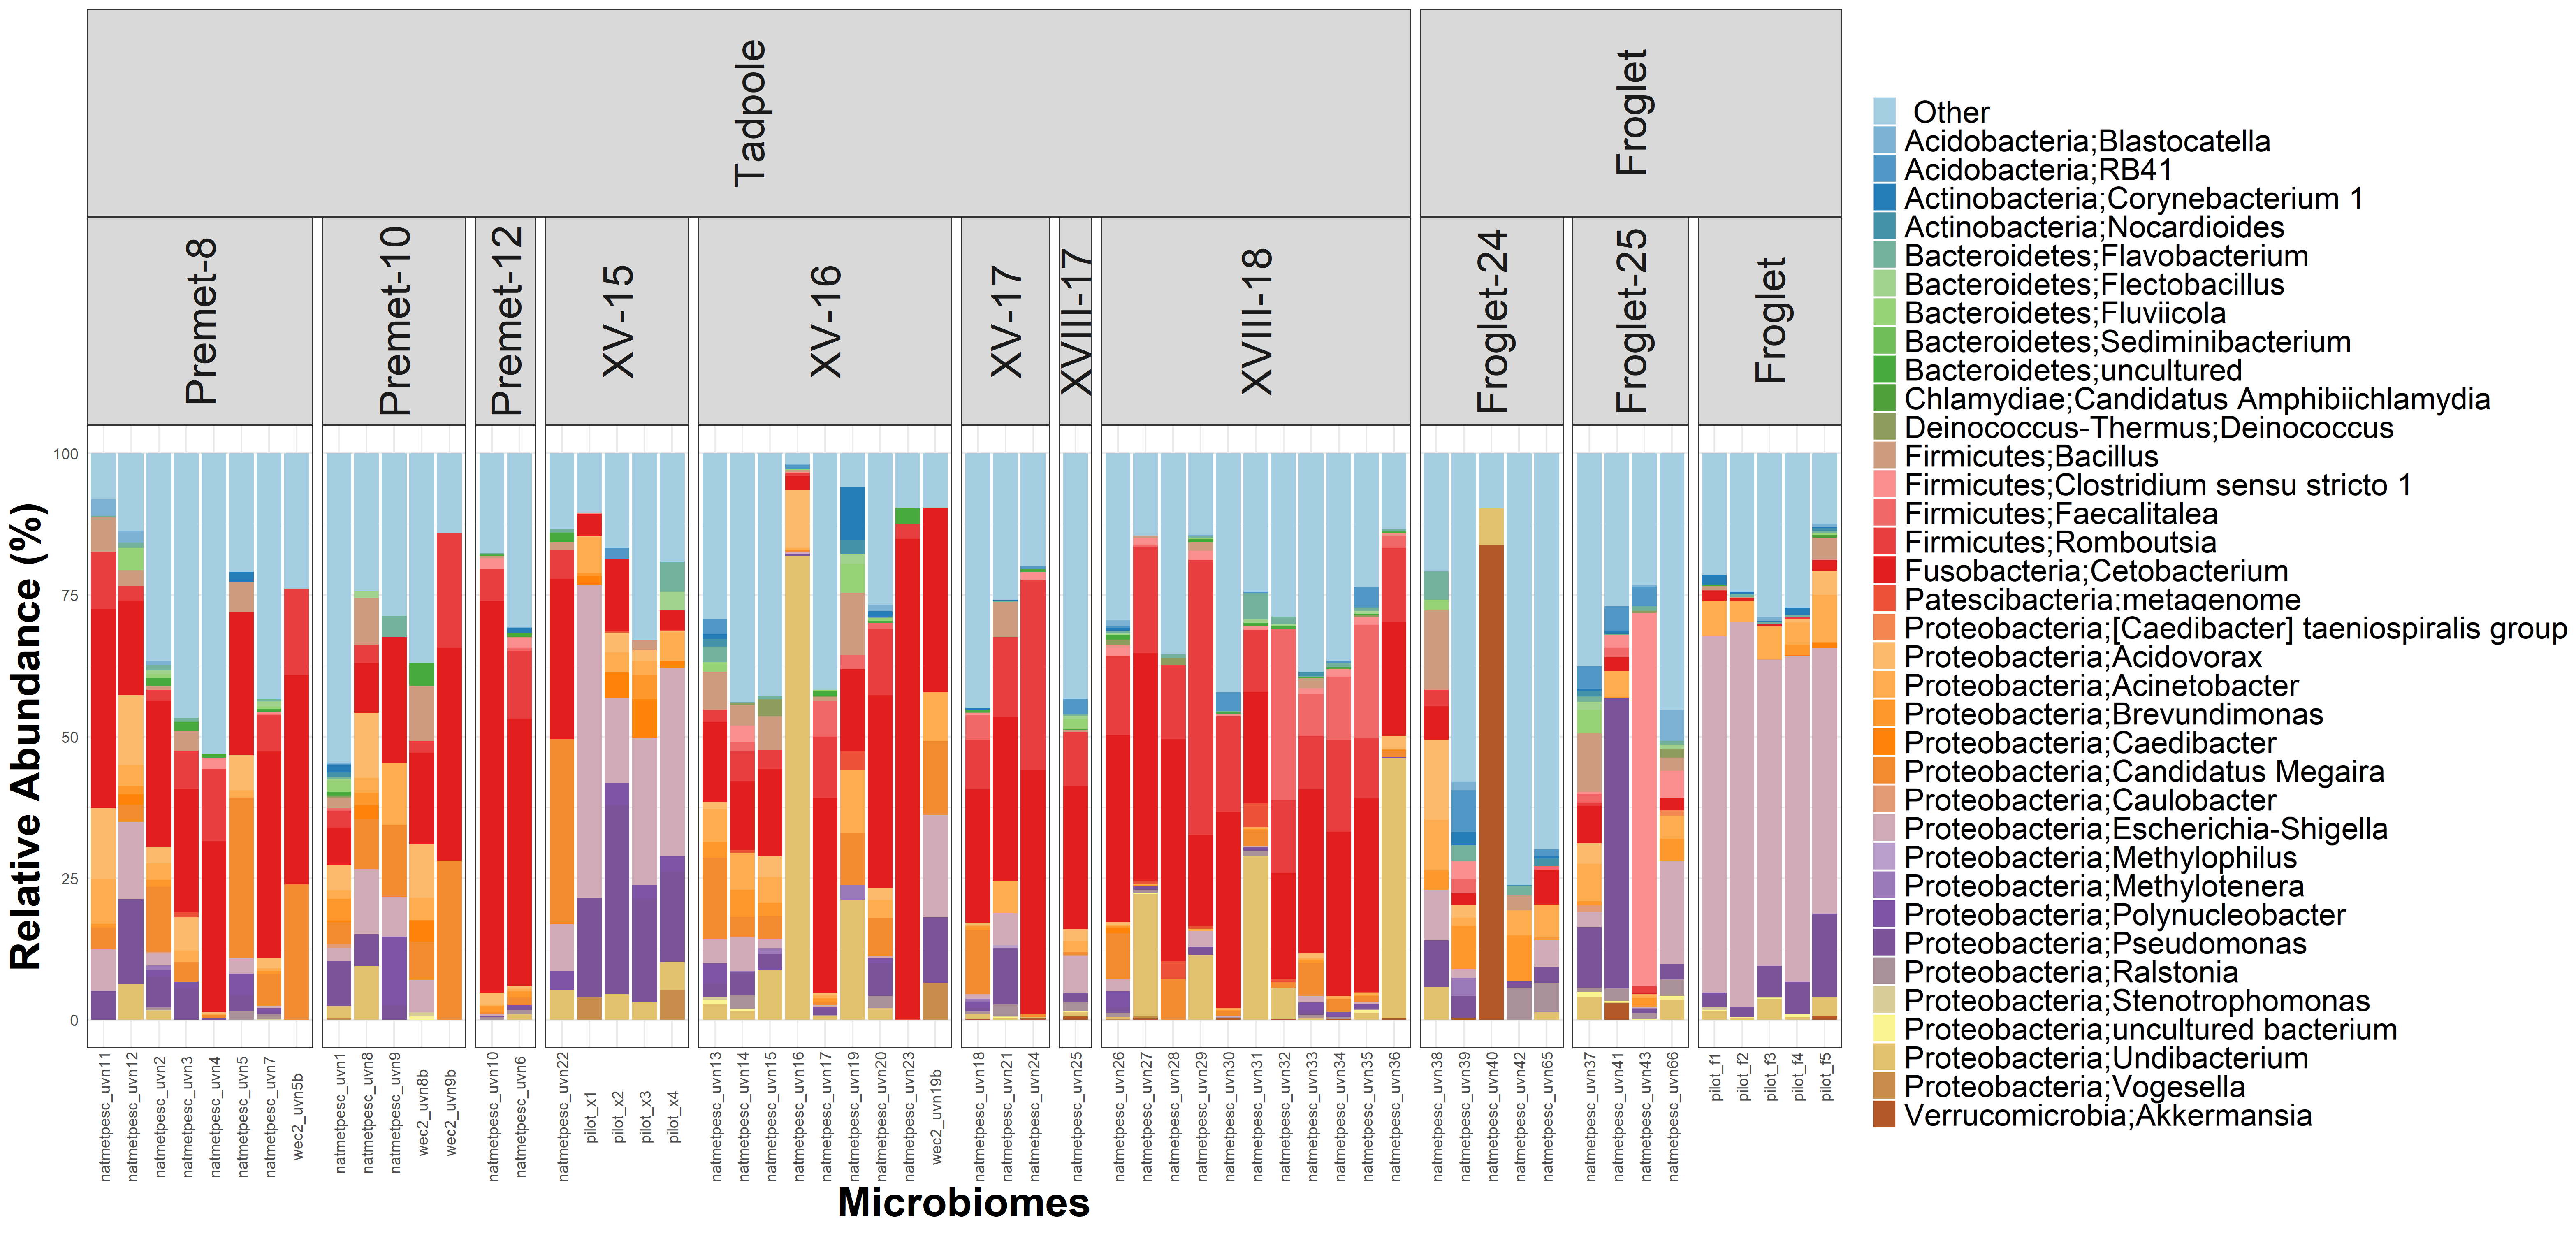 Tadpole
Froglet
Premet-8
Premet-10
Premet-12
XV-15
XV-16
XV-17
XVIII-17
XVIII-18
Froglet-24
Froglet-25
Froglet
Relative Abundance (%)
100
75
50
25
0
natmetpesc_uvn11
natmetpesc_uvn12
natmetpesc_uvn2
natmetpesc_uvn3
natmetpesc_uvn4
natmetpesc_uvn5
natmetpesc_uvn7
wec2_uvn5b
natmetpesc_uvn1
natmetpesc_uvn8
natmetpesc_uvn9
wec2_uvn8b
wec2_uvn9b
natmetpesc_uvn10
natmetpesc_uvn6
natmetpesc_uvn22
pilot_x1
pilot_x2
pilot_x3
pilot_x4
natmetpesc_uvn13
natmetpesc_uvn14
natmetpesc_uvn15
natmetpesc_uvn16
natmetpesc_uvn17
natmetpesc_uvn19
natmetpesc_uvn20
natmetpesc_uvn23
wec2_uvn19b
natmetpesc_uvn18
natmetpesc_uvn21
natmetpesc_uvn24
natmetpesc_uvn25
natmetpesc_uvn26
natmetpesc_uvn27
natmetpesc_uvn28
natmetpesc_uvn29
natmetpesc_uvn30
natmetpesc_uvn31
natmetpesc_uvn32
natmetpesc_uvn33
natmetpesc_uvn34
natmetpesc_uvn35
natmetpesc_uvn36
natmetpesc_uvn38
natmetpesc_uvn39
natmetpesc_uvn40
natmetpesc_uvn42
natmetpesc_uvn65
natmetpesc_uvn37
natmetpesc_uvn41
natmetpesc_uvn43
natmetpesc_uvn66
pilot_f1
pilot_f2
pilot_f3
pilot_f4
pilot_f5
Microbiomes
Other
Acidobacteria;Blastocatella
Acidobacteria;RB41
Actinobacteria;Corynebacterium 1
Actinobacteria;Nocardioides
Bacteroidetes;Flavobacterium
Bacteroidetes;Flectobacillus
Bacteroidetes;Fluviicola
Bacteroidetes;Sediminibacterium
Bacteroidetes;uncultured
Chlamydiae;Candidatus Amphibiichlamydia
Deinococcus-Thermus;Deinococcus
Firmicutes;Bacillus
Firmicutes;Clostridium sensu stricto 1
Firmicutes;Faecalitalea
Firmicutes;Romboutsia
Fusobacteria;Cetobacterium
Patescibacteria;metagenome
Proteobacteria;[Caedibacter] taeniospiralis group
Proteobacteria;Acidovorax
Proteobacteria;Acinetobacter
Proteobacteria;Brevundimonas
Proteobacteria;Caedibacter
Proteobacteria;Candidatus Megaira
Proteobacteria;Caulobacter
Proteobacteria;Escherichia-Shigella
Proteobacteria;Methylophilus
Proteobacteria;Methylotenera
Proteobacteria;Polynucleobacter
Proteobacteria;Pseudomonas
Proteobacteria;Ralstonia
Proteobacteria;Stenotrophomonas
Proteobacteria;uncultured bacterium
Proteobacteria;Undibacterium
Proteobacteria;Vogesella
Verrucomicrobia;Akkermansia